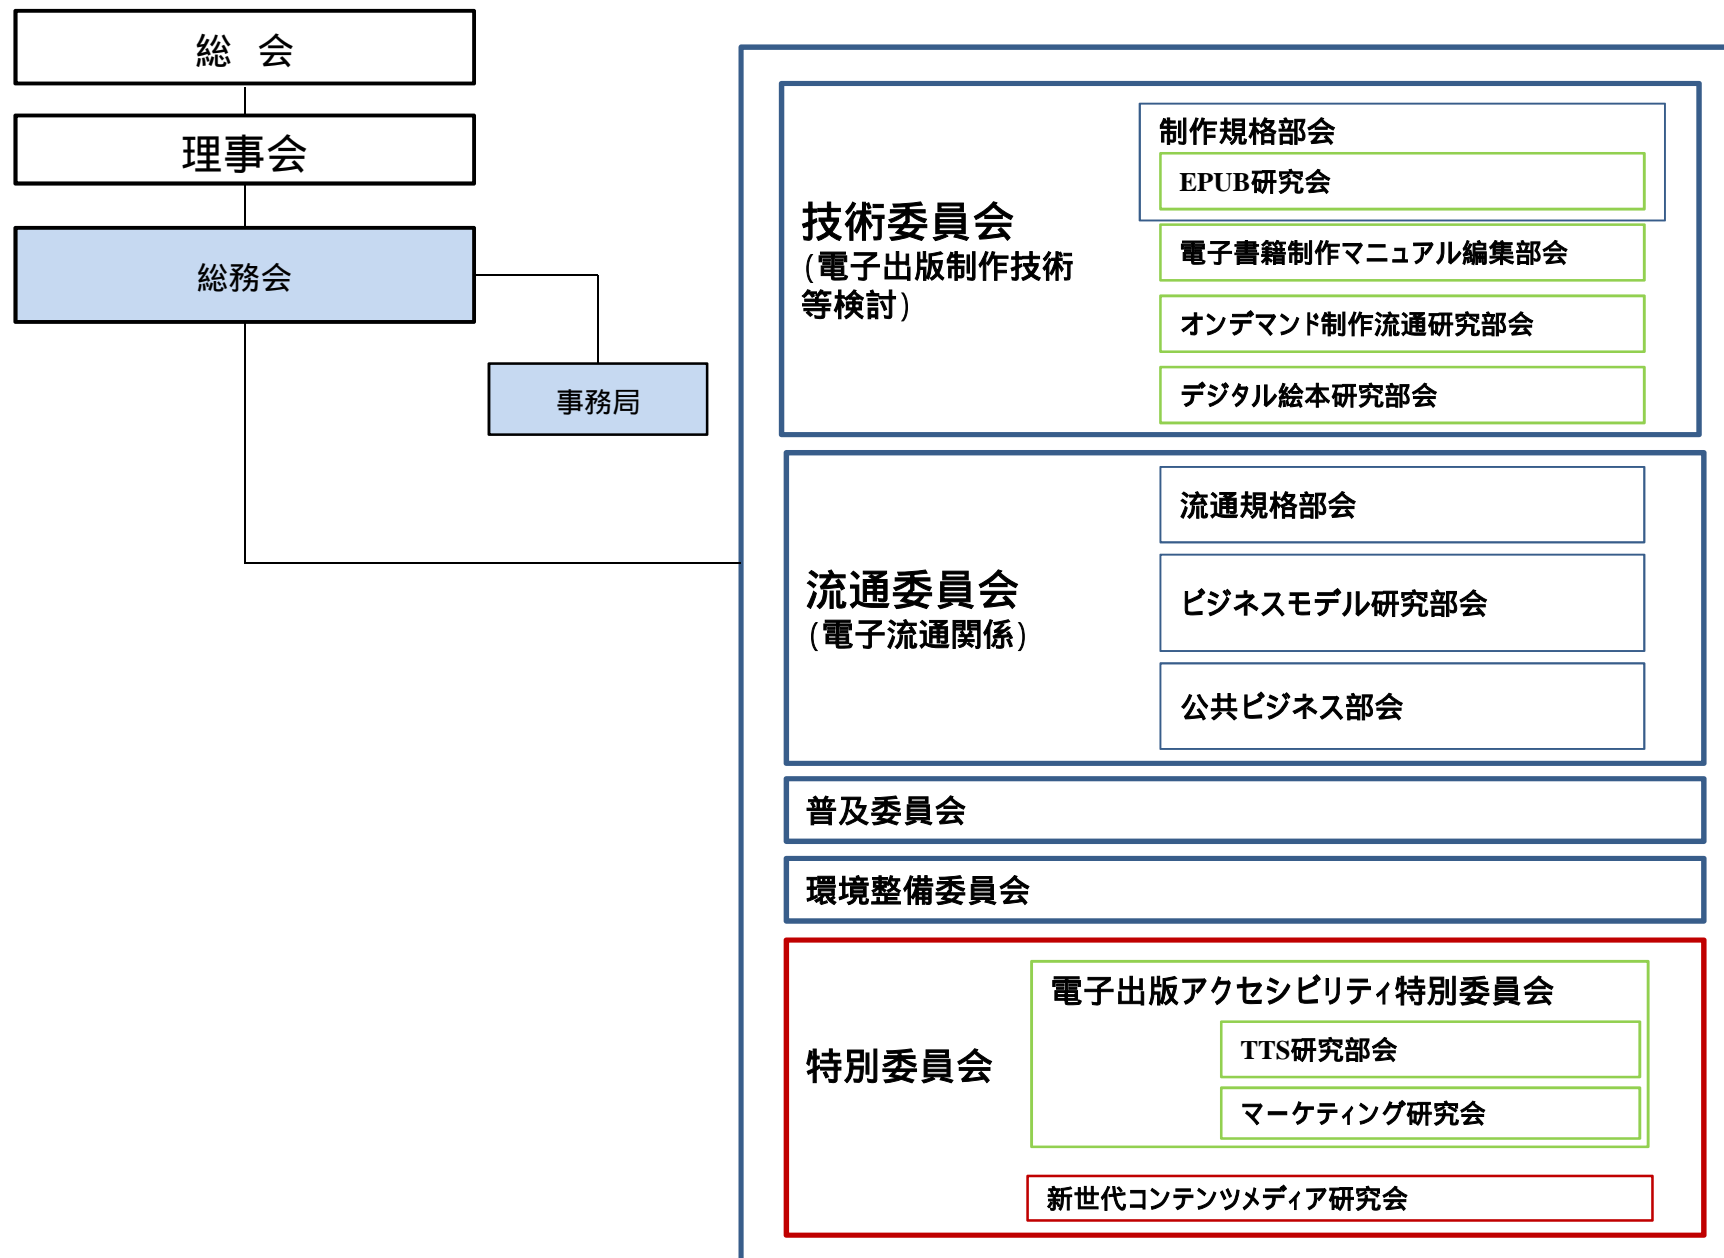 総 会
理事会
総務会
事務局
技術委員会
(電子出版制作技術
等検討)
制作規格部会
EPUB研究会
電子書籍制作マニュアル編集部会
オンデマンド制作流通研究部会
デジタル絵本研究部会
流通委員会
(電子流通関係)
流通規格部会
ビジネスモデル研究部会
公共ビジネス部会
普及委員会
環境整備委員会
特別委員会
電子出版アクセシビリティ特別委員会
TTS研究部会
マーケティング研究会
新世代コンテンツメディア研究会